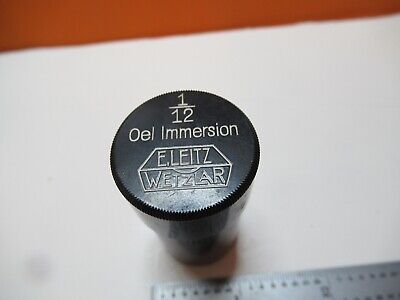 1/12
Oel Immersion
E.LEITZ
WETZLAR